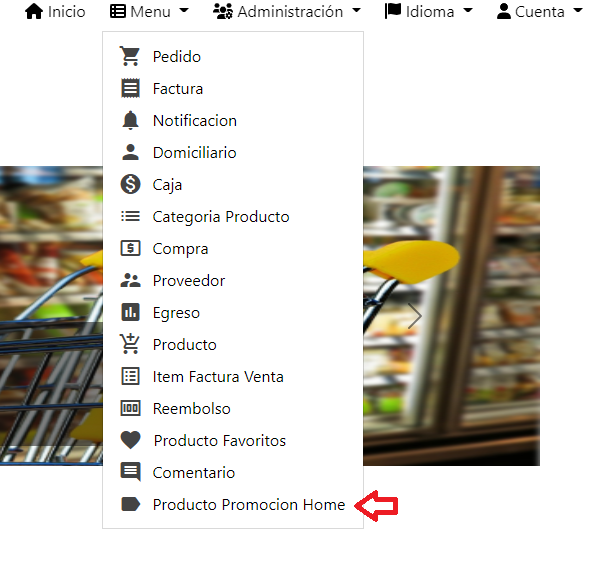 Inicio Menu Administración Idioma Cuenta
Pedido
Factura
Notificacion
Domiciliario
Caja
Categoria Producto
Compra
Proveedor
Egreso
Producto
Item Factura Venta
Reembolso
Producto Favoritos
Comentario
Producto Promocion Home